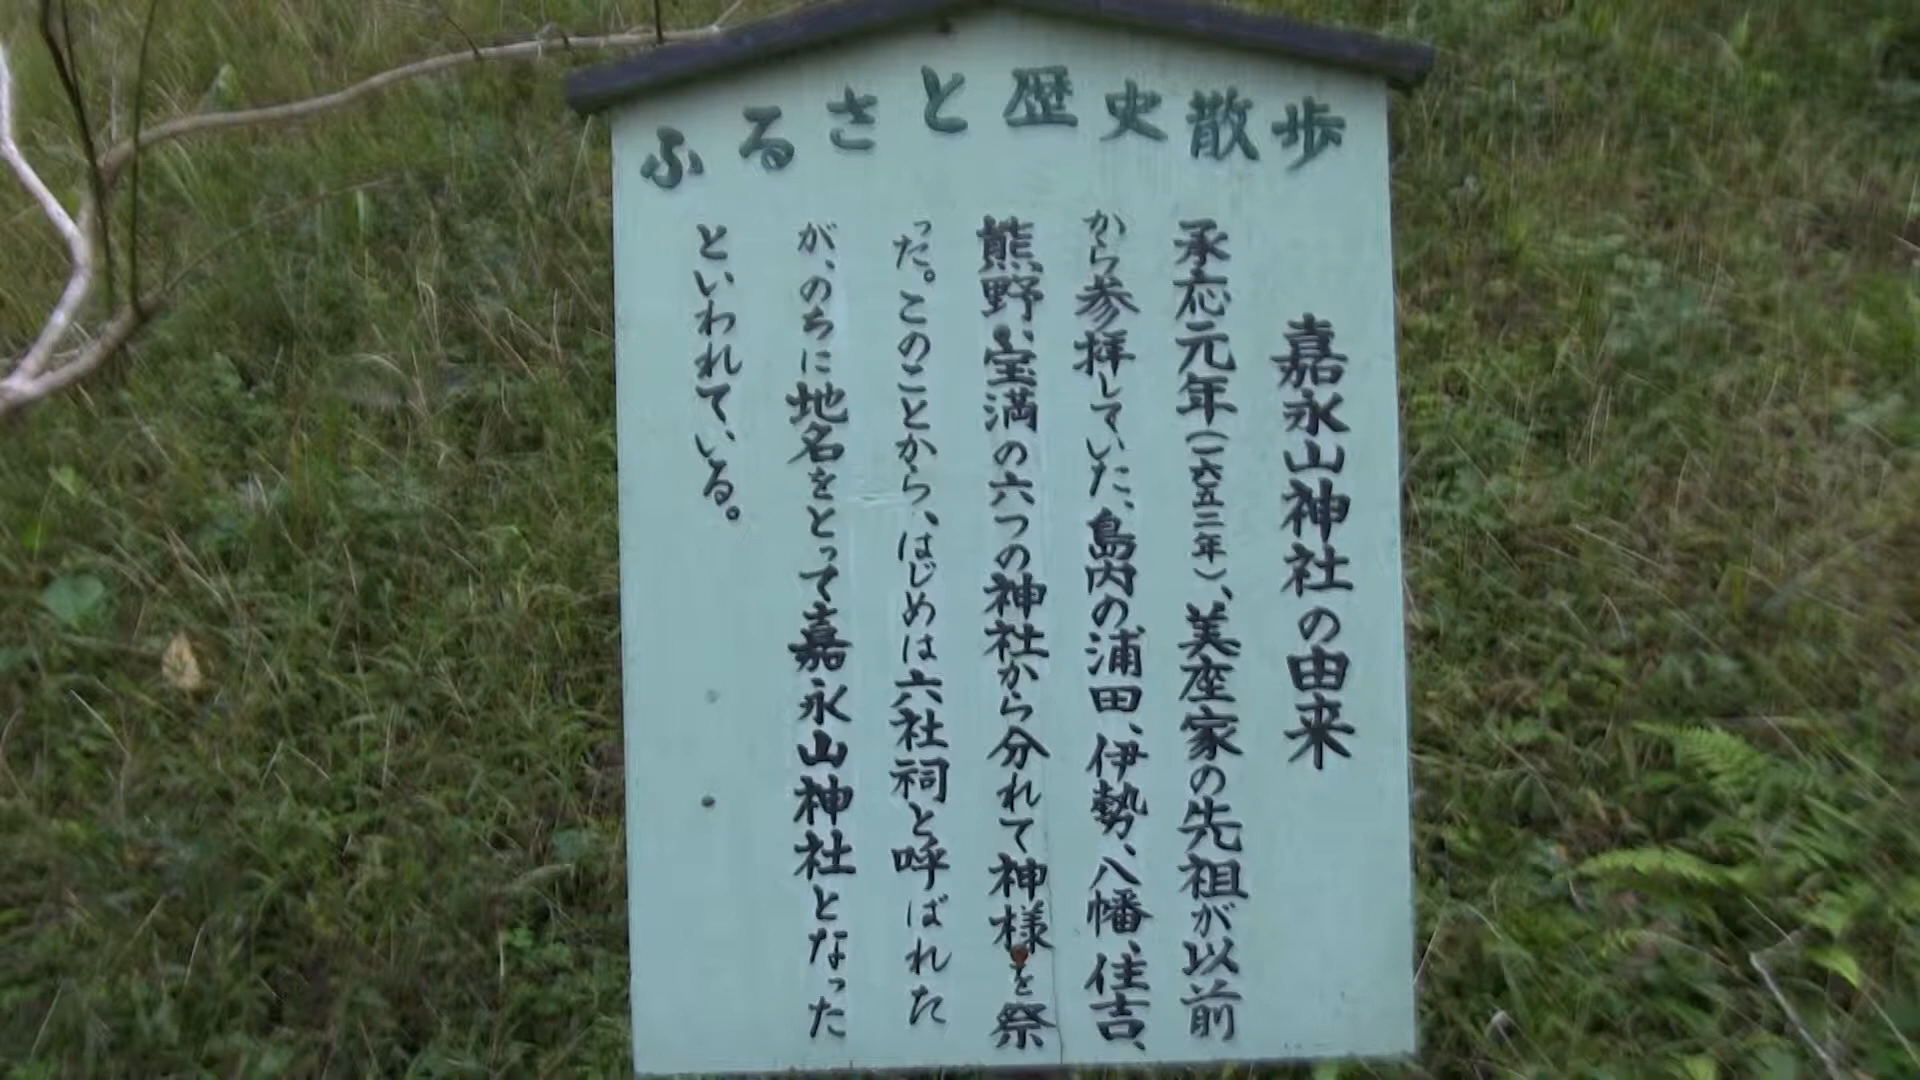 ふるさと歴史散歩
嘉永山神社の由来
承応元年(一六五二年)、美座家の先祖が以前
から参拝していた、島内の浦田、伊勢、八幡、住吉、
熊野、宝満の六つの神社から分れて神様を祭
った。このことから、はじめは六社祠と呼ばれた
が、のちに地名をとって嘉永山神社となった
といわれている。